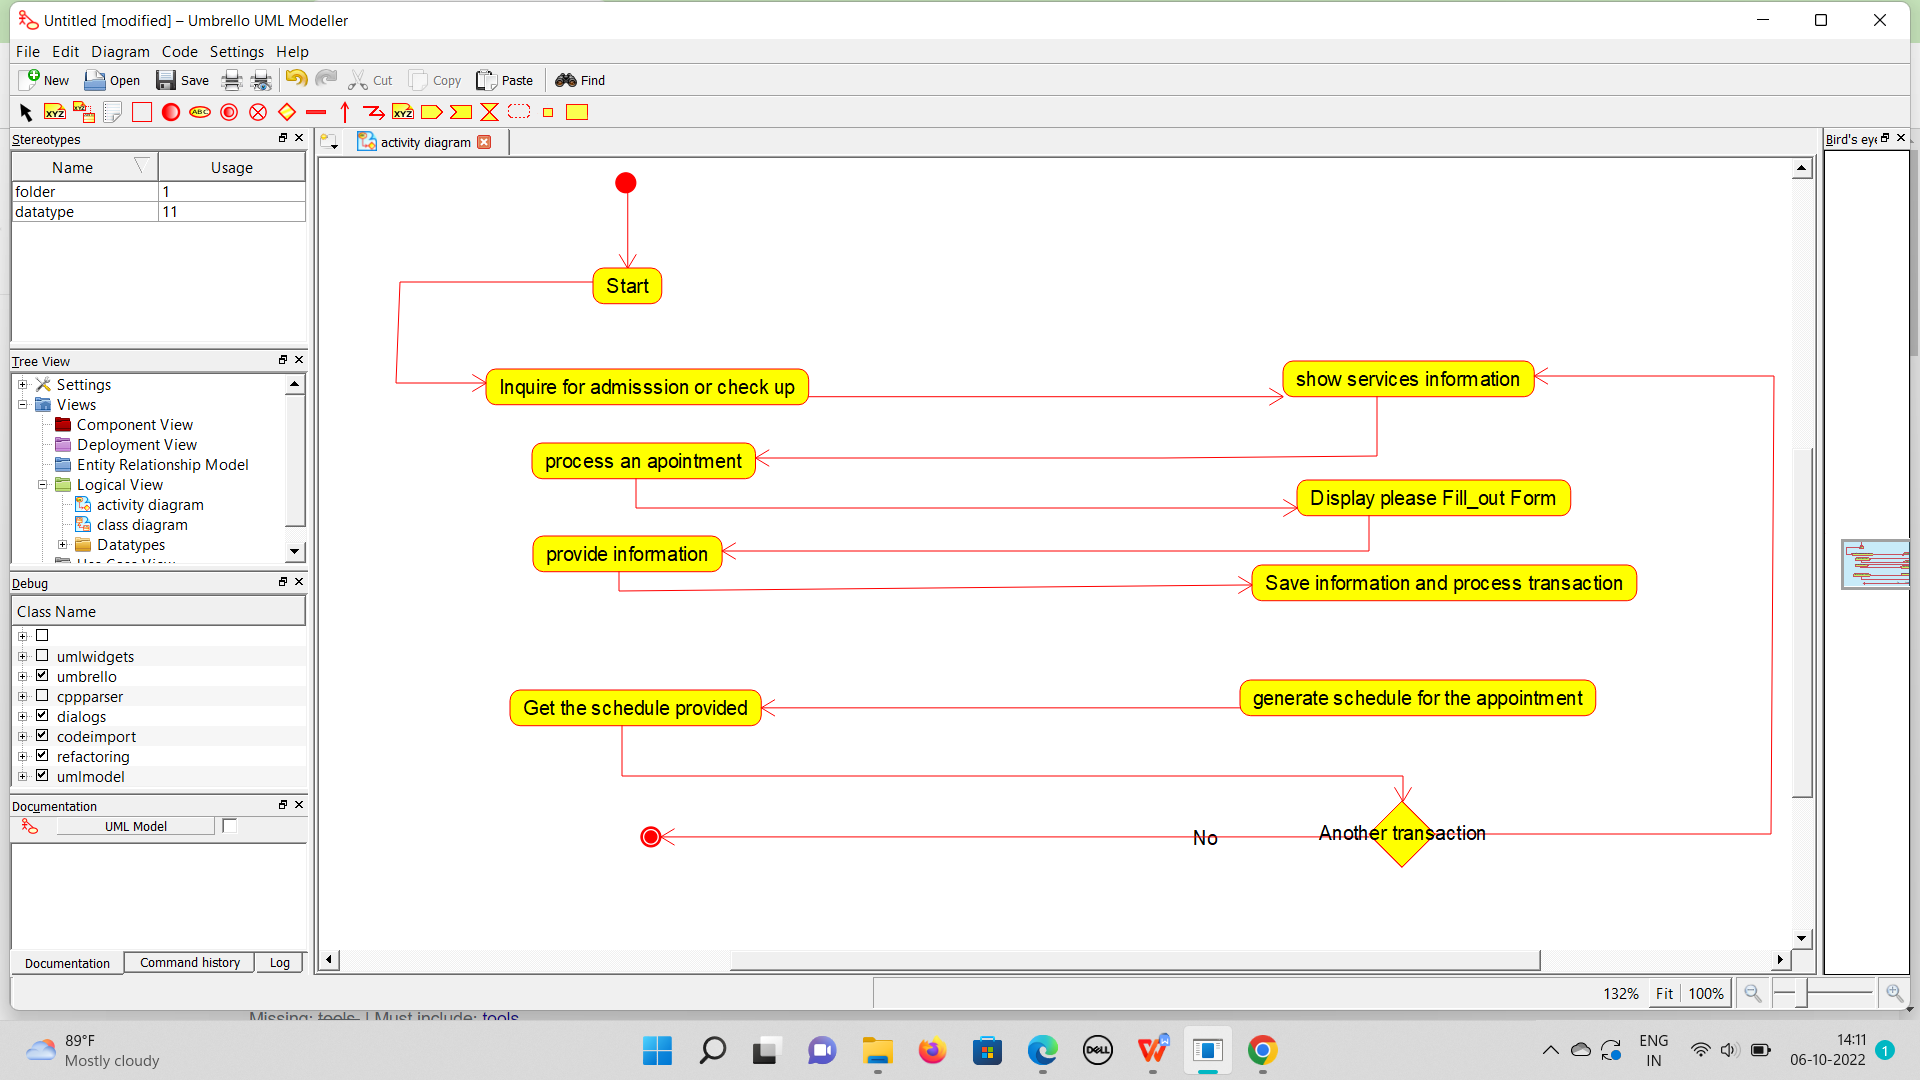 Untitled [modified] – Umbrello UML Modeller
File Edit Diagram Code Settings Help
New Open Save Cut Copy Paste Find
XYZ XYZ ABC XYZ
Stereotypes
Name Usage
folder 1
datatype 11
Tree View
Settings
Views
Component View
Deployment View
Entity Relationship Model
Logical View
activity diagram
class diagram
Datatypes
Debug
Class Name
umlwidgets
umbrello
cppparser
dialogs
codeimport
refactoring
umlmodel
Documentation
UML Model
Documentation Command history Log
activity diagram
Start
Inquire for admisssion or check up
show services information
process an apointment
Display please Fill_out Form
provide information
Save information and process transaction
Get the schedule provided
generate schedule for the appointment
Another transaction
No
Bird's eye
132% Fit 100%
Missing: tools | Must include: tools
89°F
Mostly cloudy
DELL
ENG
IN
14:11
06-10-2022
1